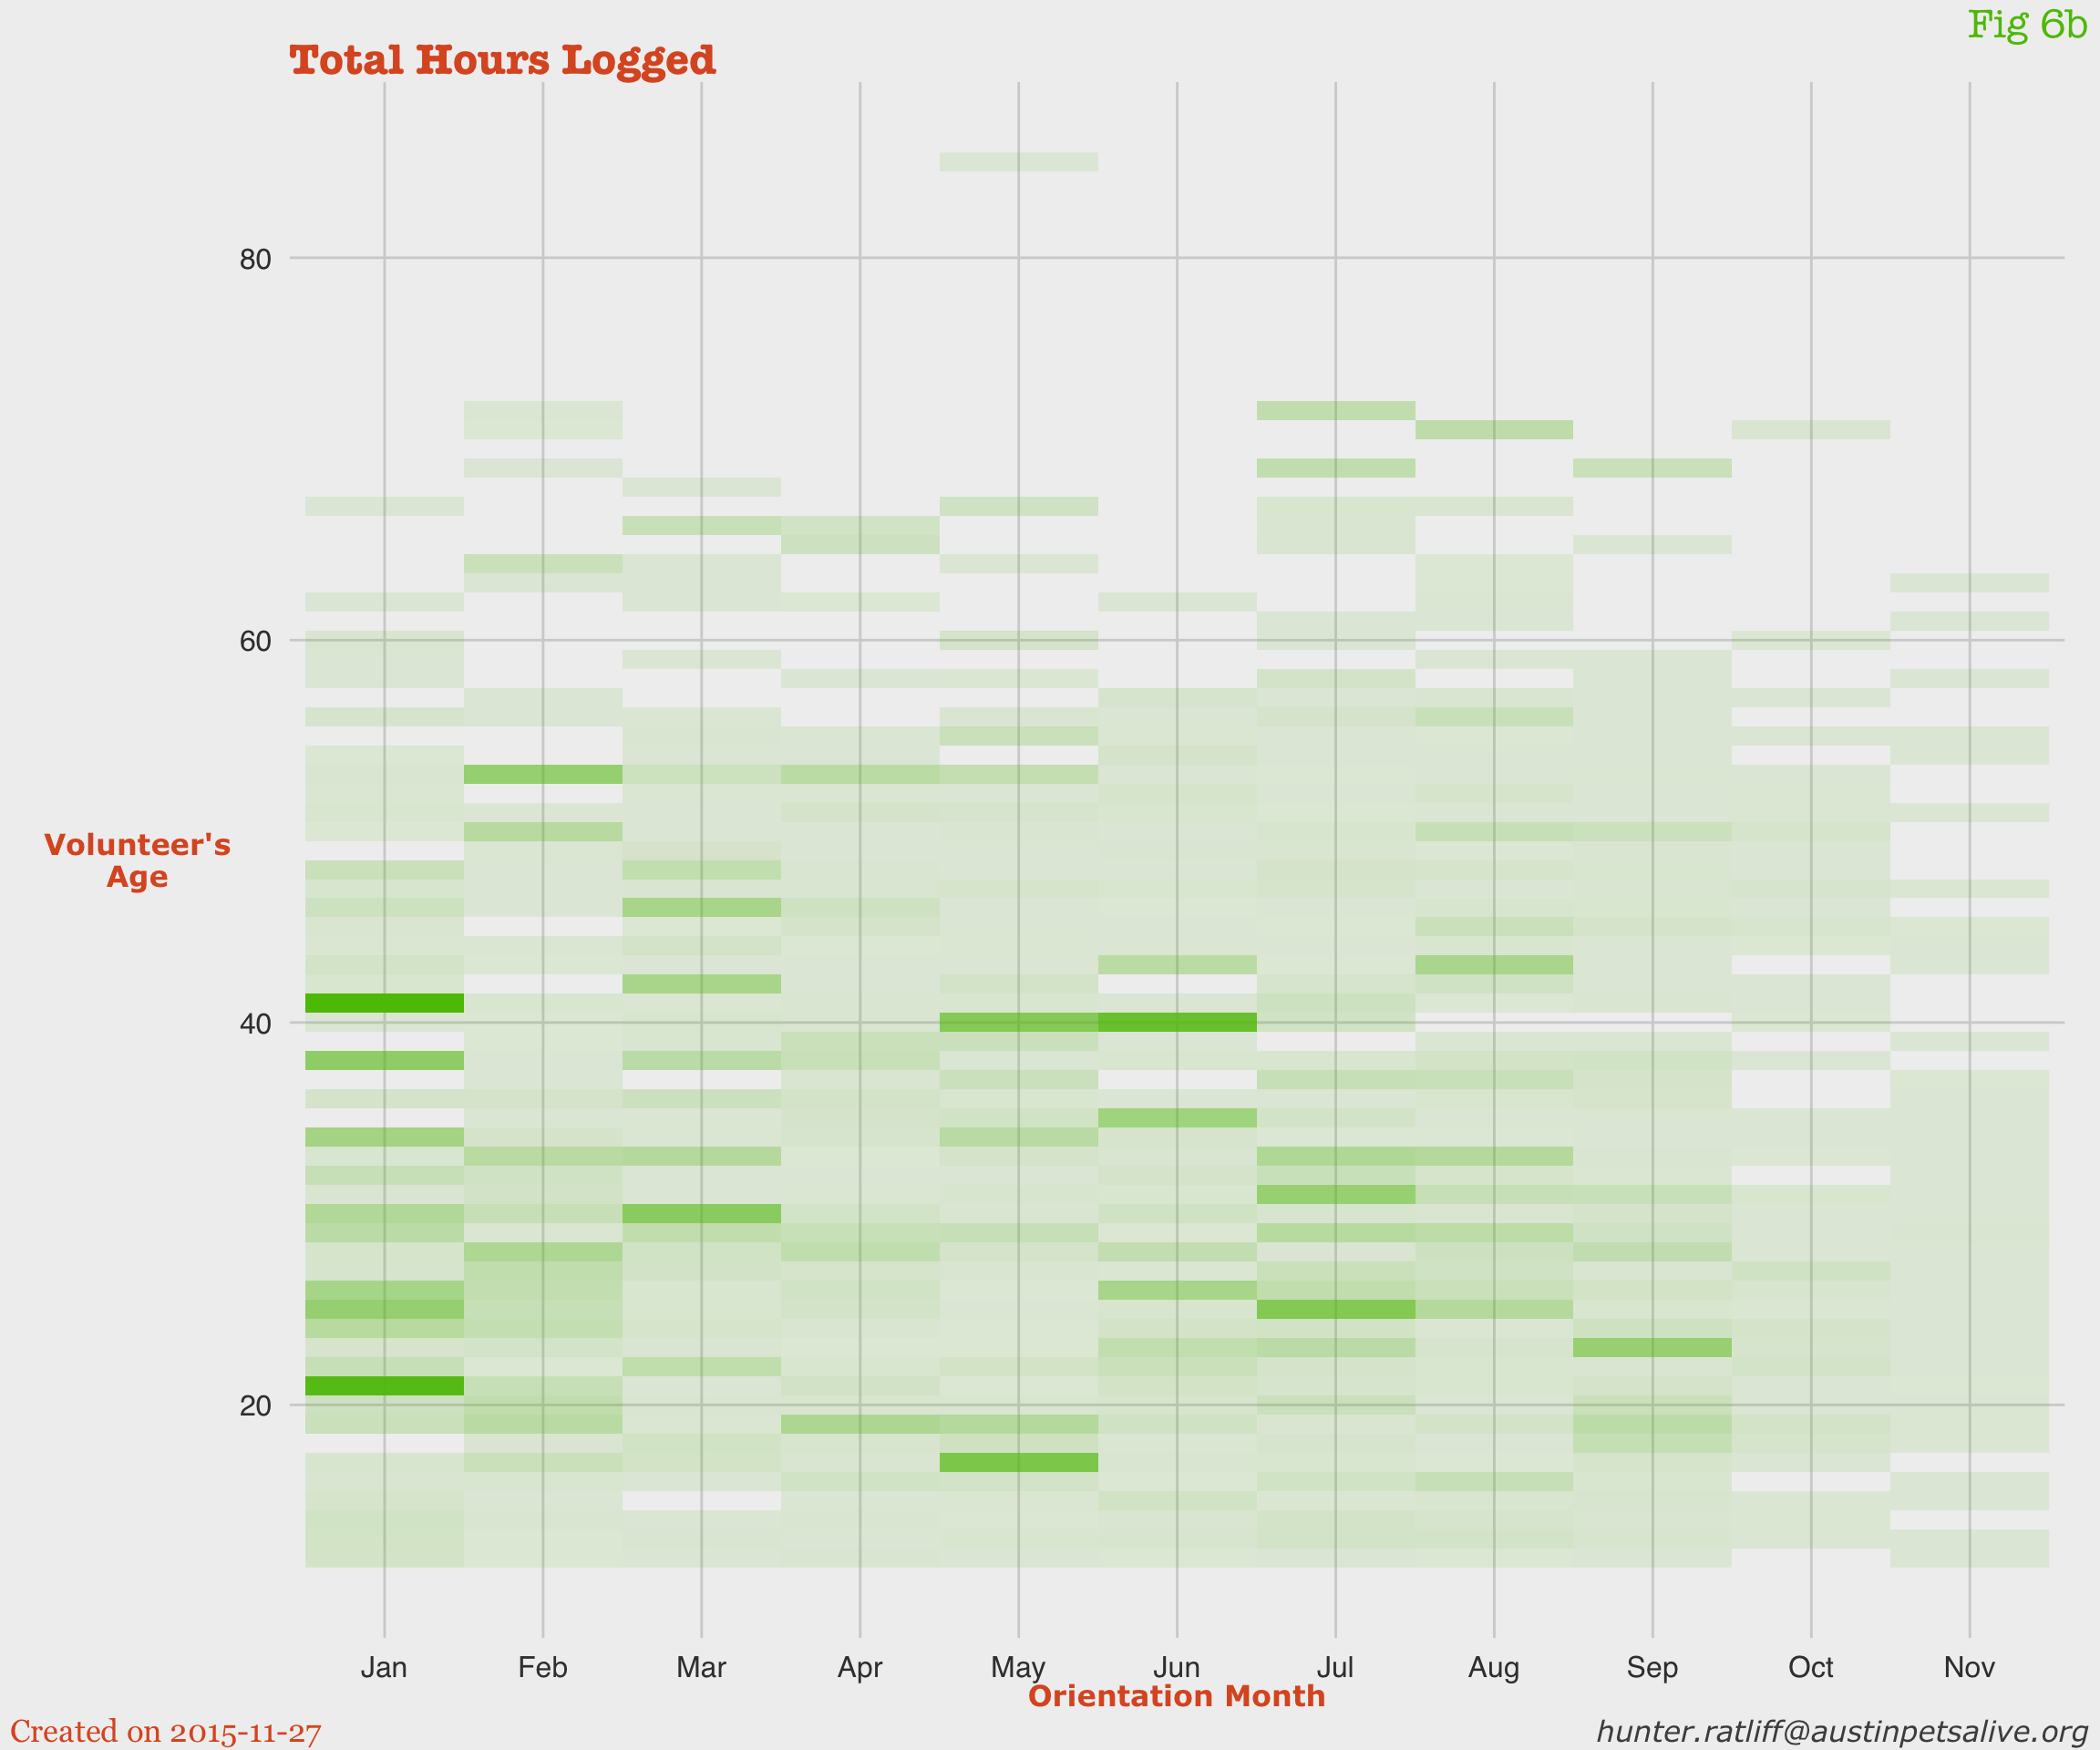 Fig 6b
Total Hours Logged
80
60
40
20
Volunteer's
Age
Jan Feb Mar Apr May Jun Jul Aug Sep Oct Nov
Orientation Month
Created on 2015-11-27
hunter.ratliff@austinpetsalive.org